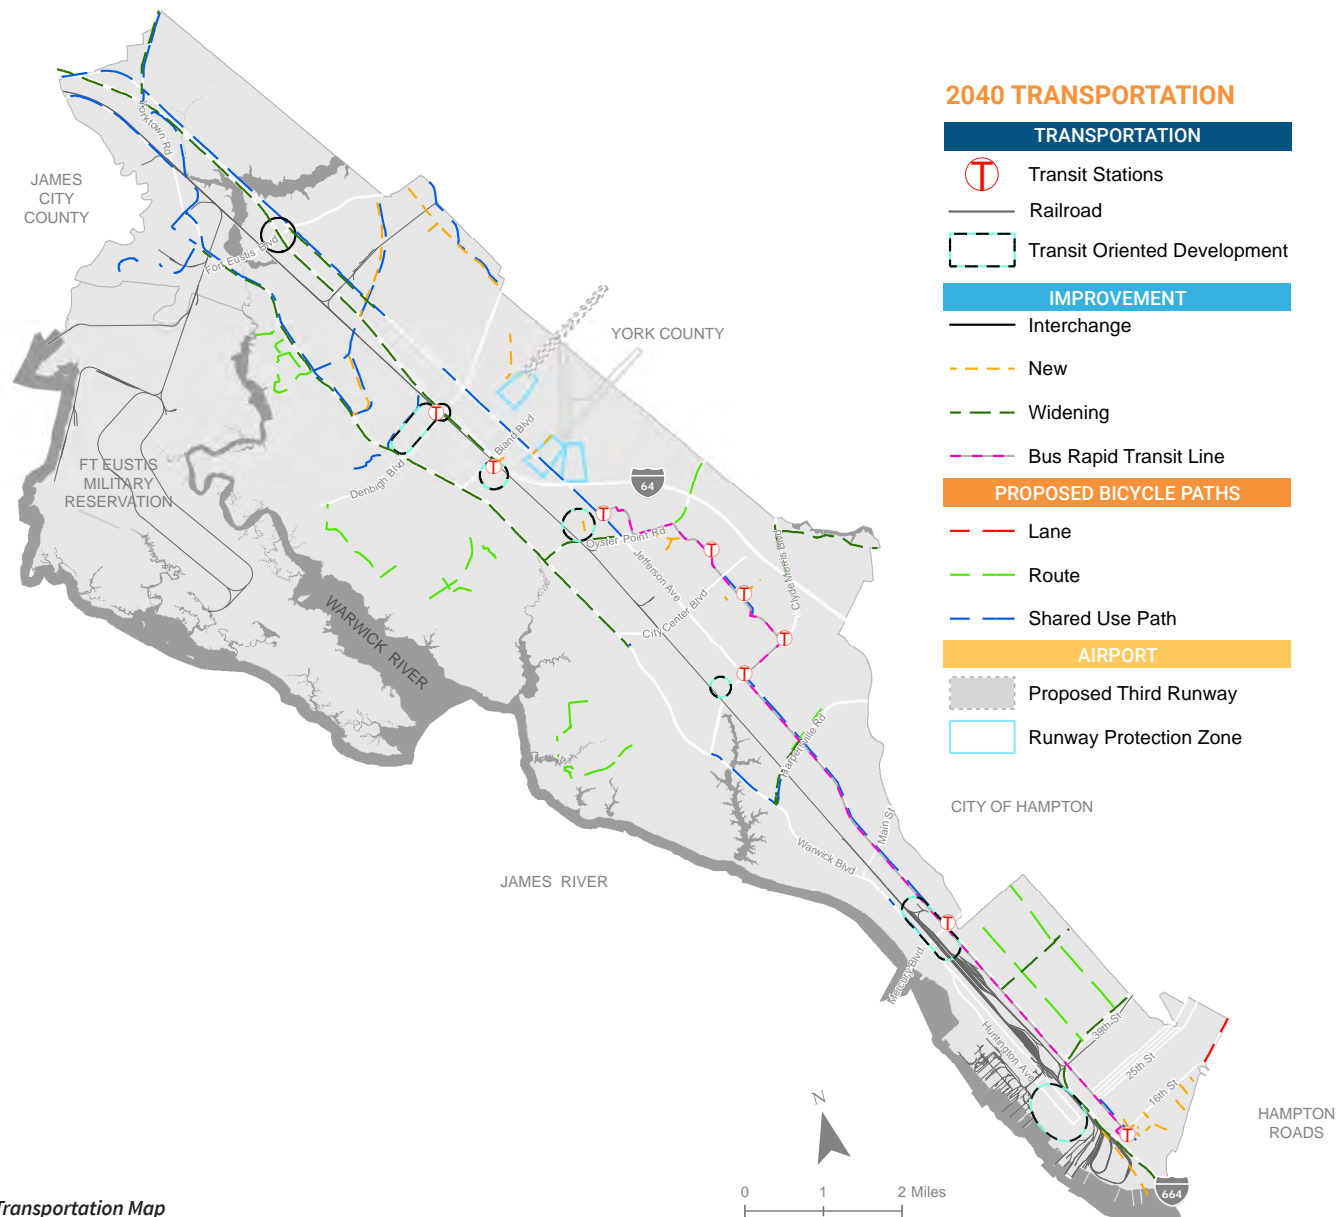 2040 TRANSPORTATION
TRANSPORTATION
T
Transit Stations
Railroad
Transit Oriented Development
IMPROVEMENT
Interchange
New
Widening
Bus Rapid Transit Line
PROPOSED BICYCLE PATHS
Lane
Route
Shared Use Path
AIRPORT
Proposed Third Runway
Runway Protection Zone
CITY OF HAMPTON
JAMES
CITY
COUNTY
Yorktown Rd
Fort Eustis Blvd
YORK COUNTY
T
Bland Blvd
T
Denbigh Blvd
FT EUSTIS
MILITARY
RESERVATION
64
T
Oyster Point Rd
T
Jefferson Ave
Clyde Morris Blvd
T
City Center Blvd
T
WARWICK RIVER
T
Harpersville Rd
Main St
Warwick Blvd
JAMES RIVER
T
Mercury Blvd
39th St
Huntington Ave
25th St
16th St
T
HAMPTON
ROADS
664
N
0 1 2 Miles
Transportation Map